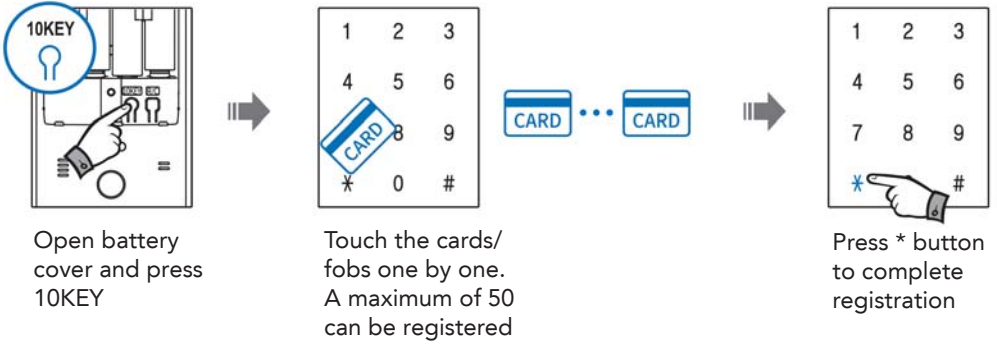 10KEY
1 2 3
4 5 6
CARD 8 9
* 0 #
CARD ••• CARD
1 2 3
4 5 6
7 8 9
* #
Open battery
cover and press
10KEY
Touch the cards/
fobs one by one.
A maximum of 50
can be registered
Press * button
to complete
registration